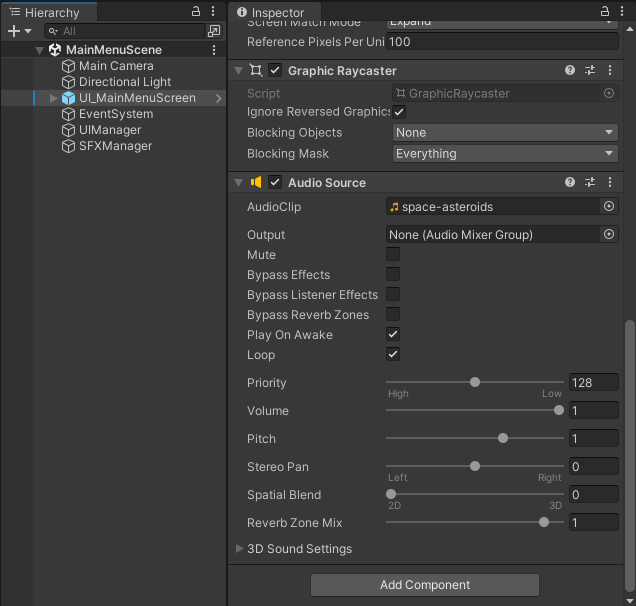 Hierarchy
All
MainMenuScene
Main Camera
Directional Light
UI_MainMenuScreen
EventSystem
UIManager
SFXManager
Inspector
Screen Match Mode Expand
Reference Pixels Per Uni 100
Graphic Raycaster
Script GraphicRaycaster
Ignore Reversed Graphics
Blocking Objects None
Blocking Mask Everything
Audio Source
AudioClip space-asteroids
Output None (Audio Mixer Group)
Mute
Bypass Effects
Bypass Listener Effects
Bypass Reverb Zones
Play On Awake
Loop
Priority 128
High Low
Volume 1
Pitch 1
Stereo Pan 0
Left Right
Spatial Blend 0
2D 3D
Reverb Zone Mix 1
3D Sound Settings
Add Component